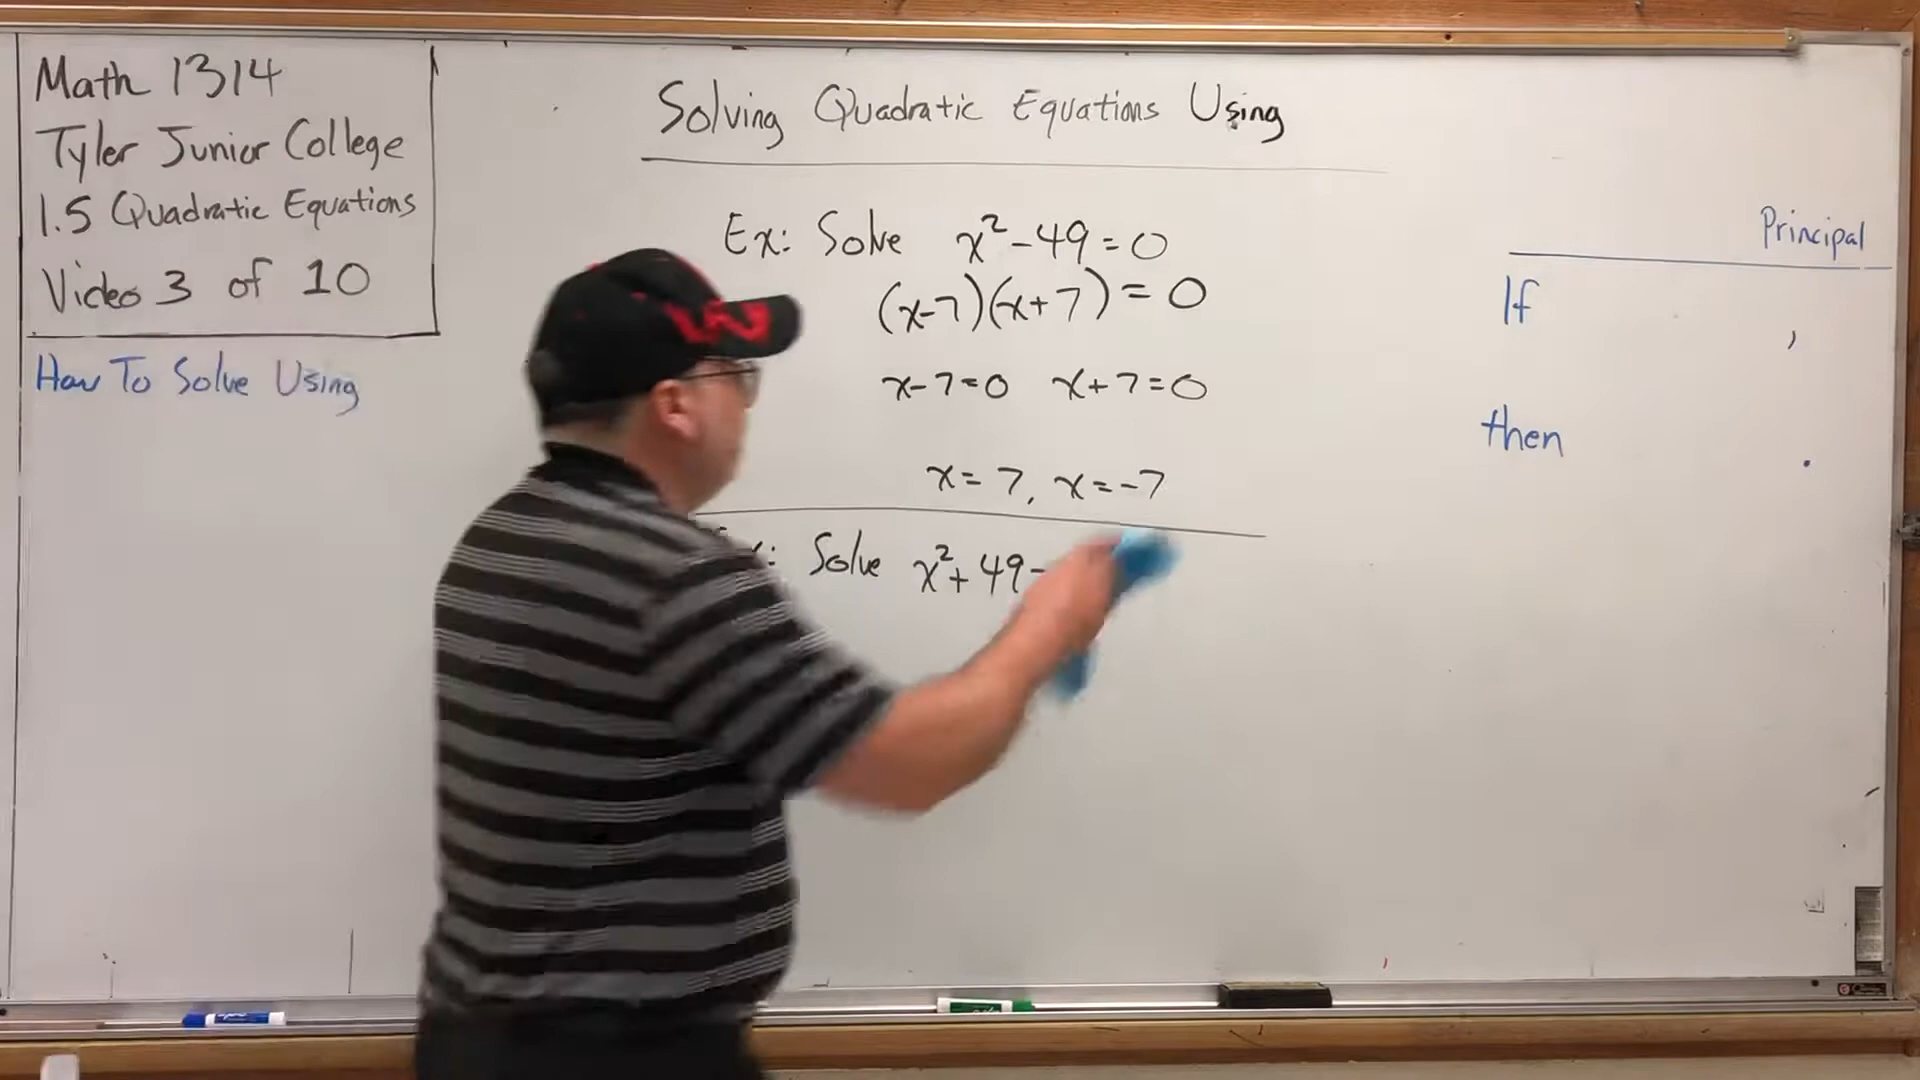 Math 1314
Tyler Junior College
1.5 Quadratic Equations
Video 3 of 10
How To Solve Using
Solving Quadratic Equations Using
Ex: Solve x²-49=0
(x-7)(x+7)=0
x-7=0 x+7=0
x=7, x=-7
Solve x²+49
Principal
If ,
then .